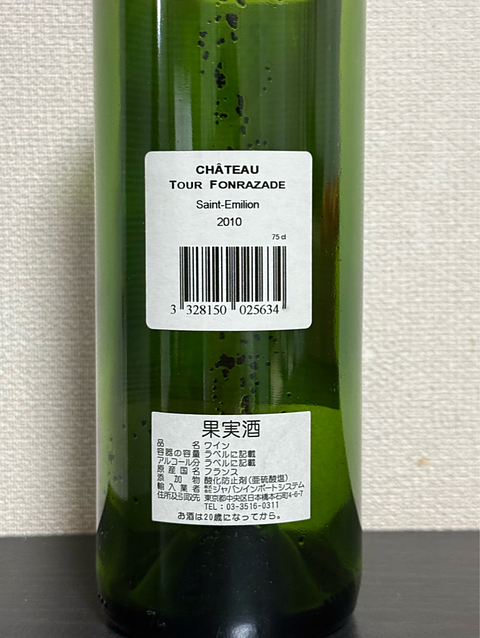 CHÂTEAU
TOUR FONRAZADE
Saint-Emilion
2010
75 cl
3 328150 025634
果実酒
品名 ワイン
容器の容量 ラベルに記載
アルコール分 ラベルに記載
原産国名 フランス
添加物 酸化防止剤(亜硫酸塩)
輸入業者 株式会社ジャパンインポートシステム
住所及引取先 東京都中央区日本橋本石町4-6-7
TEL：03-3516-0311
お酒は20歳になってから。